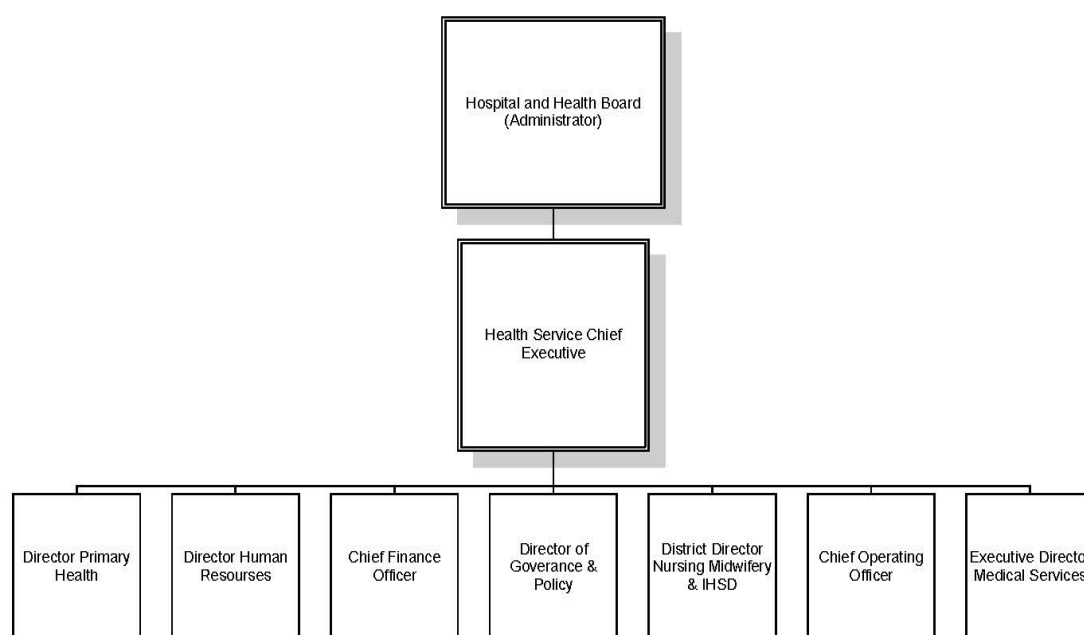 Hospital and Health Board
(Administrator)
Health Service Chief
Executive
Director Primary
Health
Director Human
Resourses
Chief Finance
Officer
Director of
Goverance &
Policy
District Director
Nursing Midwifery
& IHSD
Chief Operating
Officer
Executive Director
Medical Services